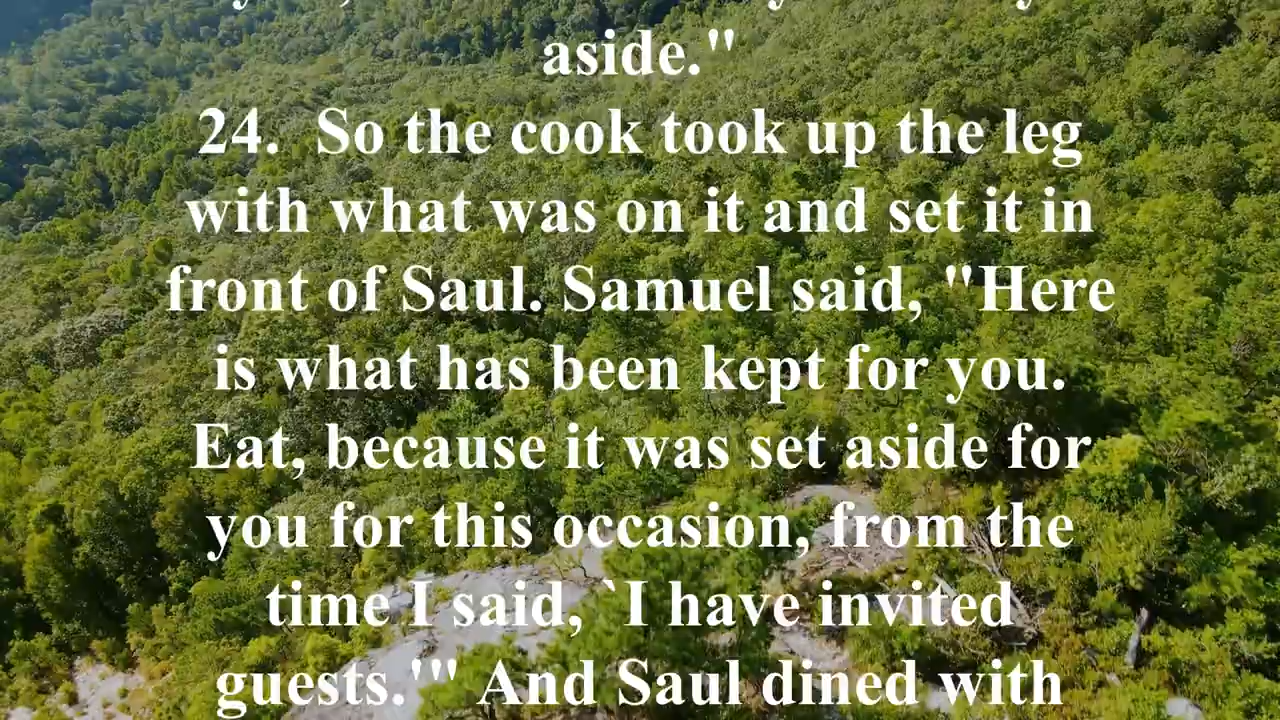 aside."
24. So the cook took up the leg
with what was on it and set it in
front of Saul. Samuel said, "Here
is what has been kept for you.
Eat, because it was set aside for
you for this occasion, from the
time I said, `I have invited
guests.'" And Saul dined with